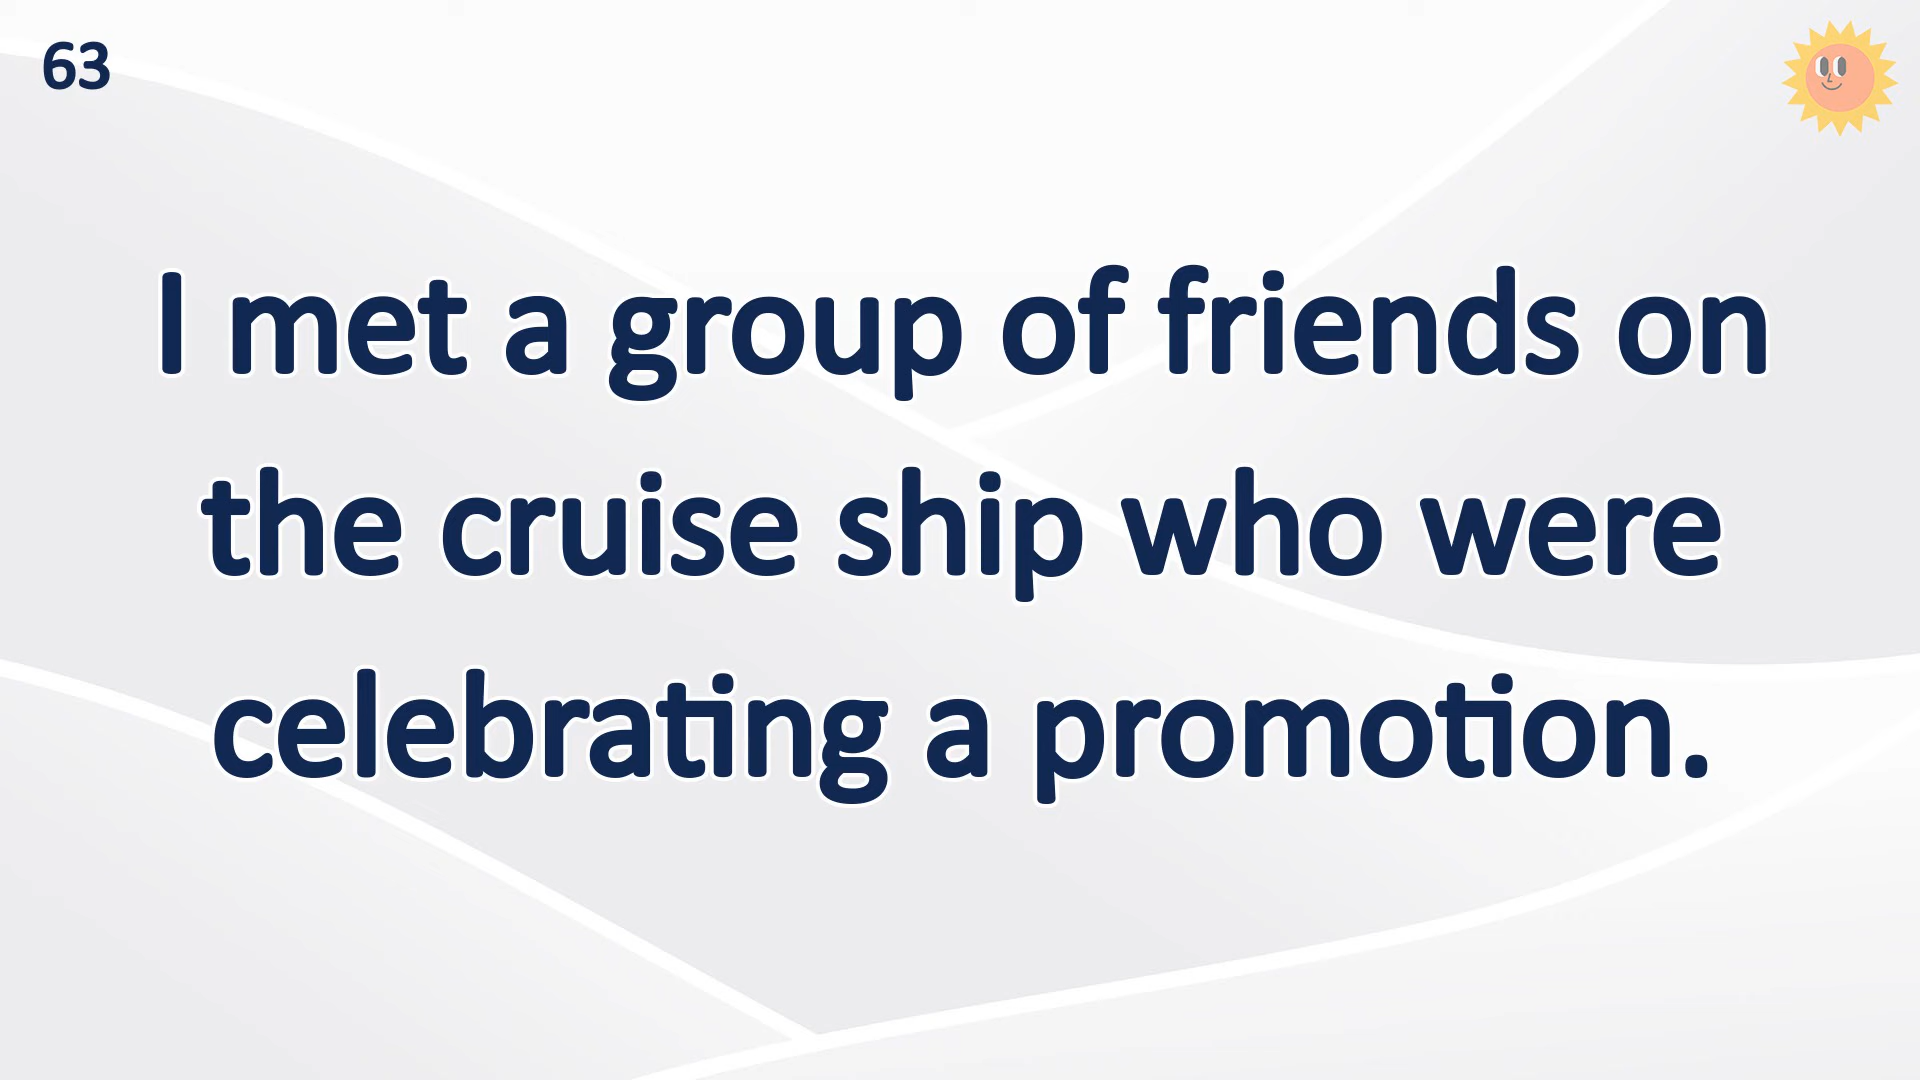 63
I met a group of friends on
the cruise ship who were
celebrating a promotion.